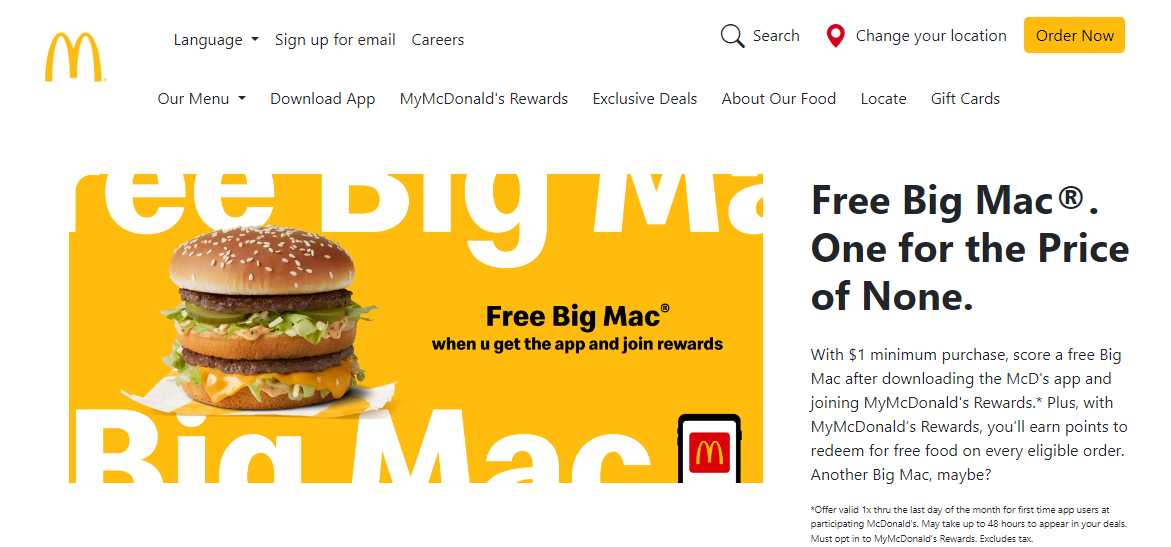 Language
Sign up for email
Careers
Search
Change your location
Order Now
Our Menu
Download App
MyMcDonald's Rewards
Exclusive Deals
About Our Food
Locate
Gift Cards
ree Big Ma
Free Big Mac®
when u get the app and join rewards
Big Mac
Free Big Mac®.
One for the Price
of None.
With $1 minimum purchase, score a free Big
Mac after downloading the McD's app and
joining MyMcDonald's Rewards.* Plus, with
MyMcDonald's Rewards, you'll earn points to
redeem for free food on every eligible order.
Another Big Mac, maybe?
*Offer valid 1x thru the last day of the month for first time app users at
participating McDonald's. May take up to 48 hours to appear in your deals.
Must opt in to MyMcDonald's Rewards. Excludes tax.